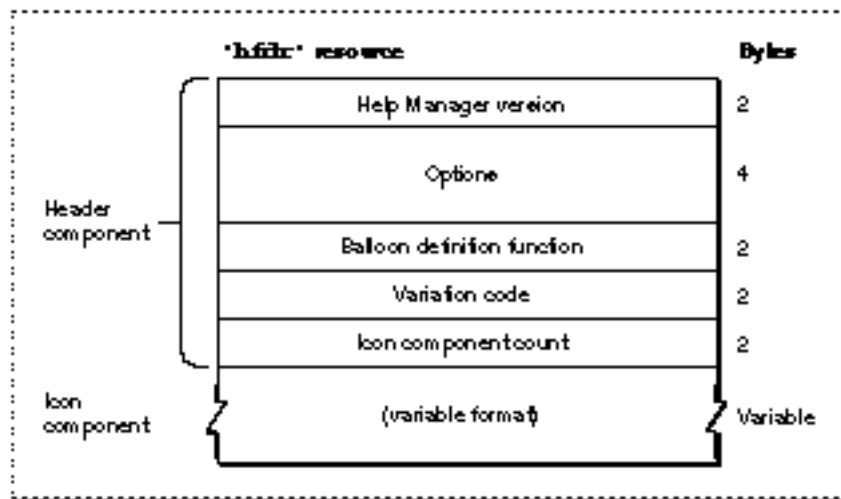 'hfdr' resource Bytes
Help Manager version 2
Options 4
Header
component
Balloon definition function 2
Variation code 2
Icon component count 2
Icon
component
(variable format) Variable